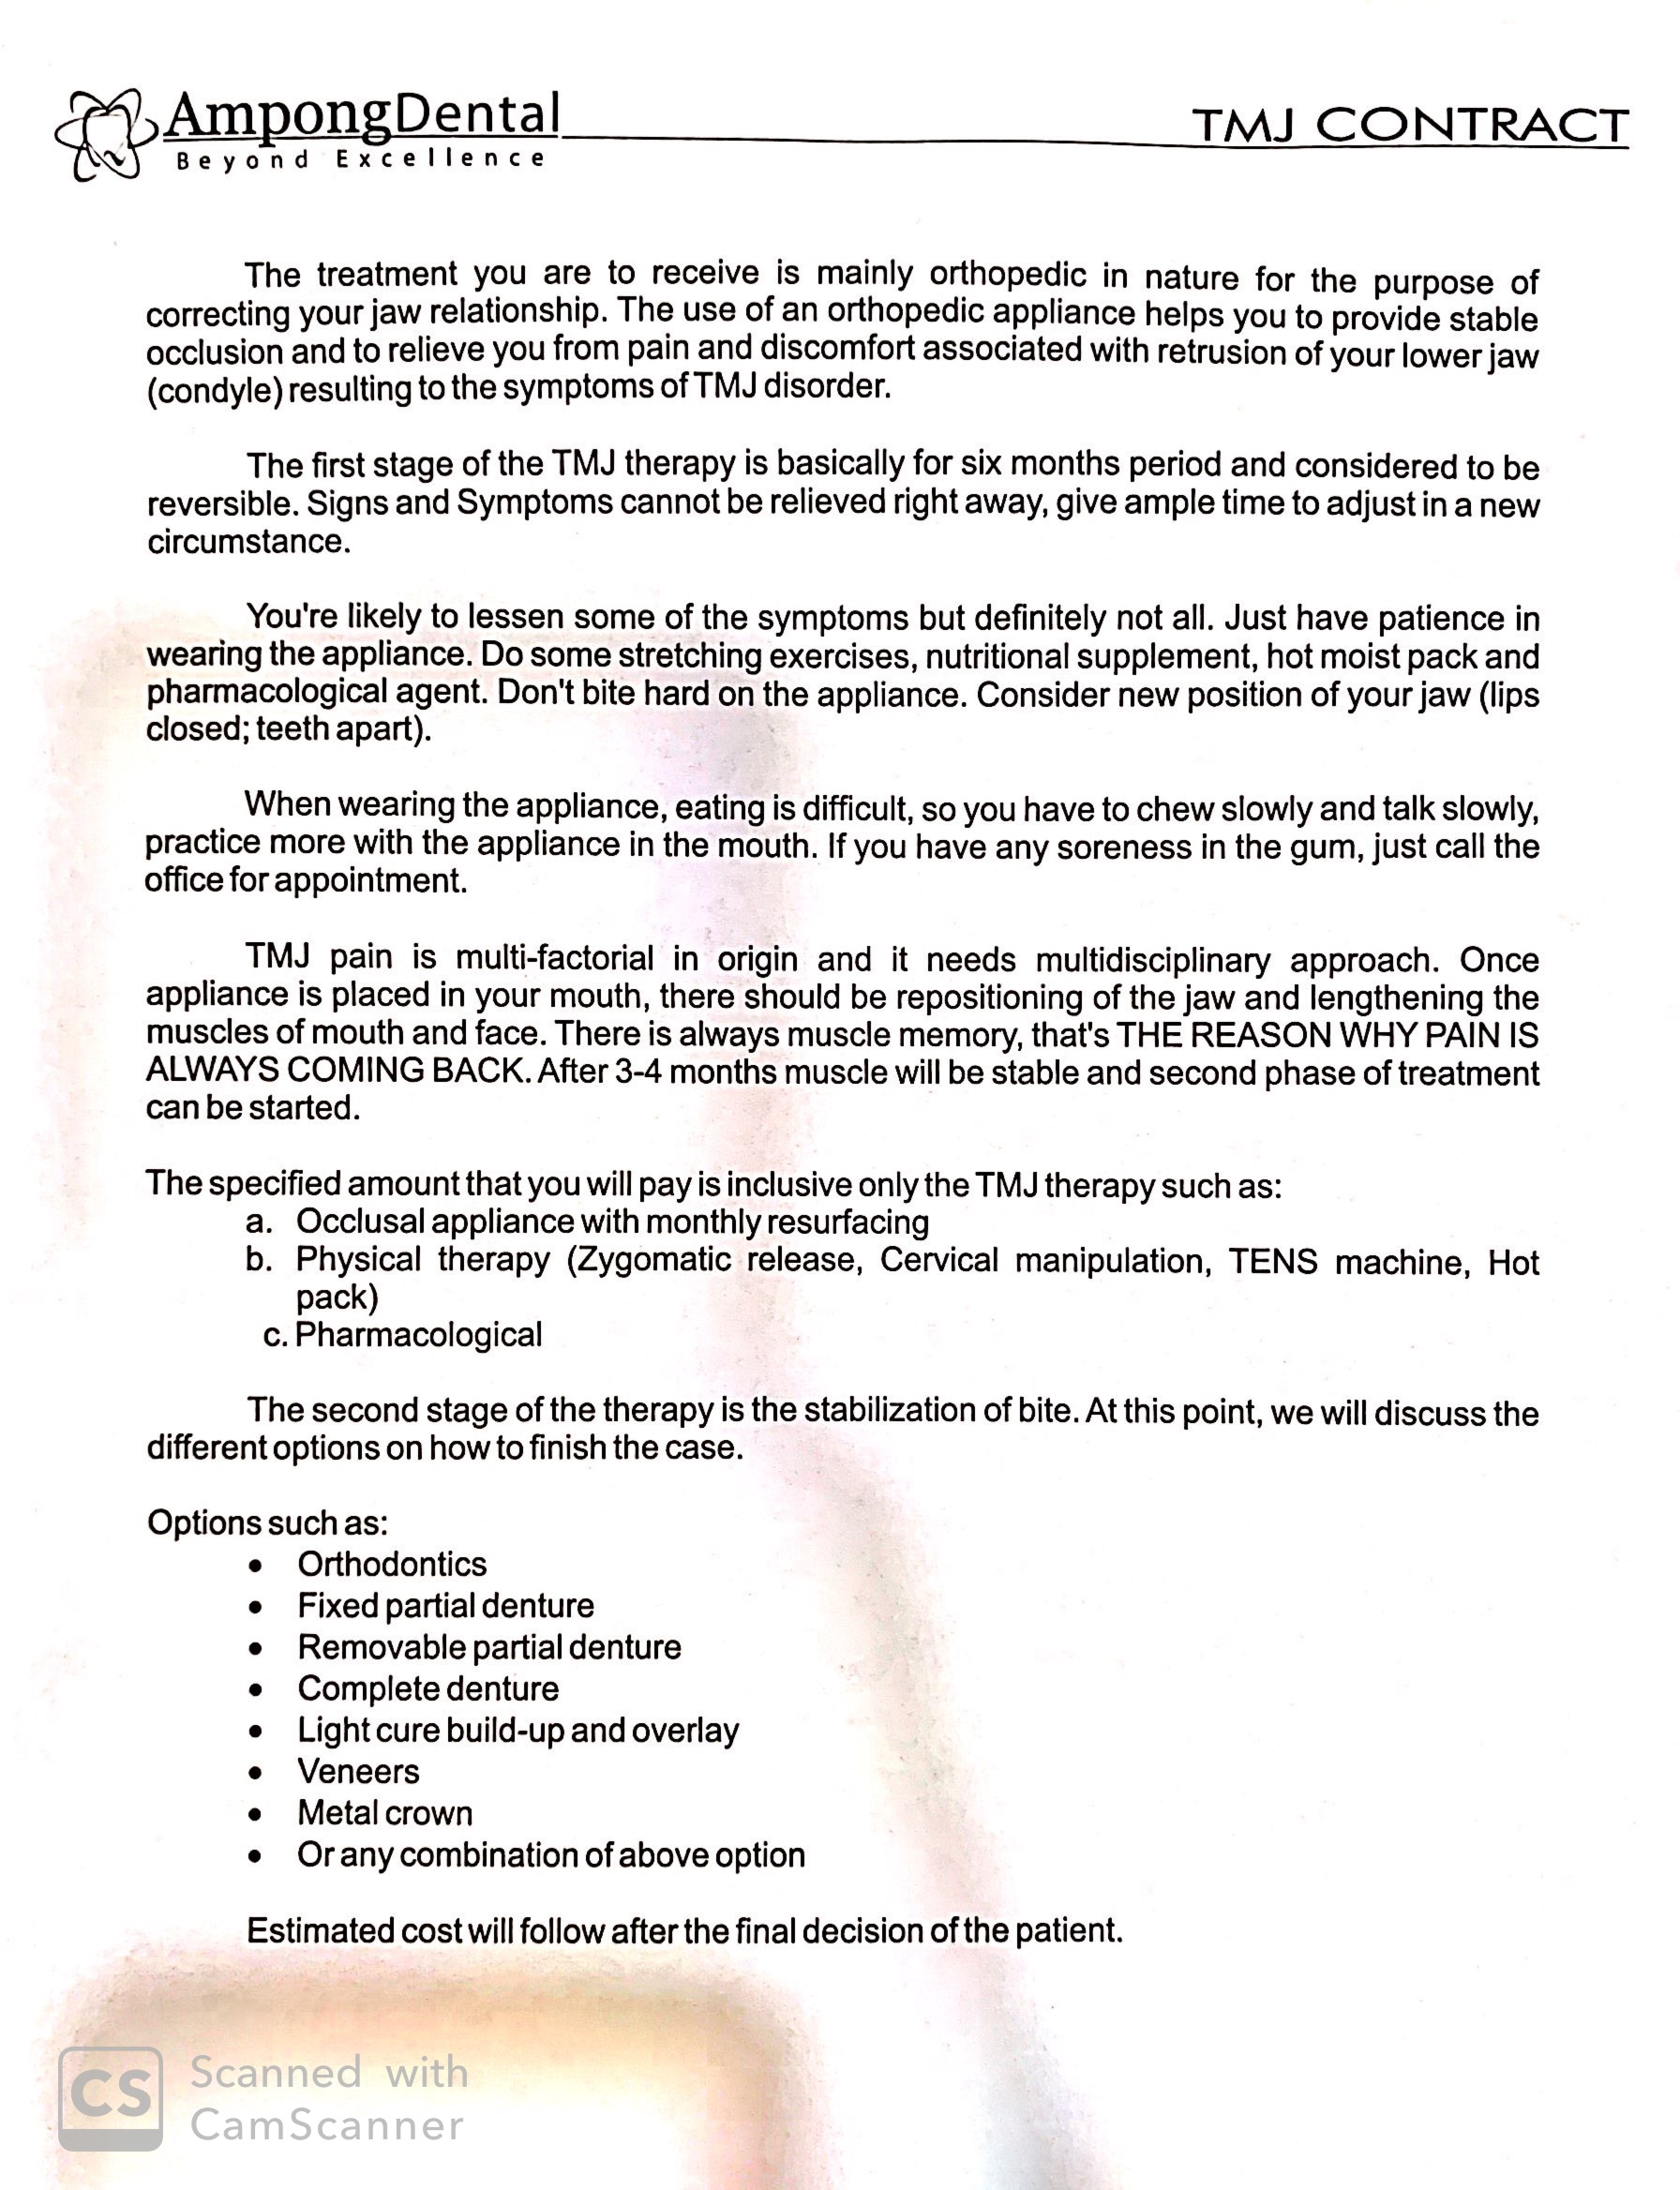 AmpongDental
Beyond Excellence
TMJ CONTRACT
The treatment you are to receive is mainly orthopedic in nature for the purpose of
correcting your jaw relationship. The use of an orthopedic appliance helps you to provide stable
occlusion and to relieve you from pain and discomfort associated with retrusion of your lower jaw
(condyle) resulting to the symptoms of TMJ disorder.
The first stage of the TMJ therapy is basically for six months period and considered to be
reversible. Signs and Symptoms cannot be relieved right away, give ample time to adjust in a new
circumstance.
You're likely to lessen some of the symptoms but definitely not all. Just have patience in
wearing the appliance. Do some stretching exercises, nutritional supplement, hot moist pack and
pharmacological agent. Don't bite hard on the appliance. Consider new position of your jaw (lips
closed; teeth apart).
When wearing the appliance, eating is difficult, so you have to chew slowly and talk slowly,
practice more with the appliance in the mouth. If you have any soreness in the gum, just call the
office for appointment.
TMJ pain is multi-factorial in origin and it needs multidisciplinary approach. Once
appliance is placed in your mouth, there should be repositioning of the jaw and lengthening the
muscles of mouth and face. There is always muscle memory, that's THE REASON WHY PAIN IS
ALWAYS COMING BACK. After 3-4 months muscle will be stable and second phase of treatment
can be started.
The specified amount that you will pay is inclusive only the TMJ therapy such as:
a. Occlusal appliance with monthly resurfacing
b. Physical therapy (Zygomatic release, Cervical manipulation, TENS machine, Hot
pack)
c. Pharmacological
The second stage of the therapy is the stabilization of bite. At this point, we will discuss the
different options on how to finish the case.
Options such as:
• Orthodontics
• Fixed partial denture
• Removable partial denture
• Complete denture
• Light cure build-up and overlay
• Veneers
• Metal crown
• Or any combination of above option
Estimated cost will follow after the final decision of the patient.
CS
Scanned with
CamScanner